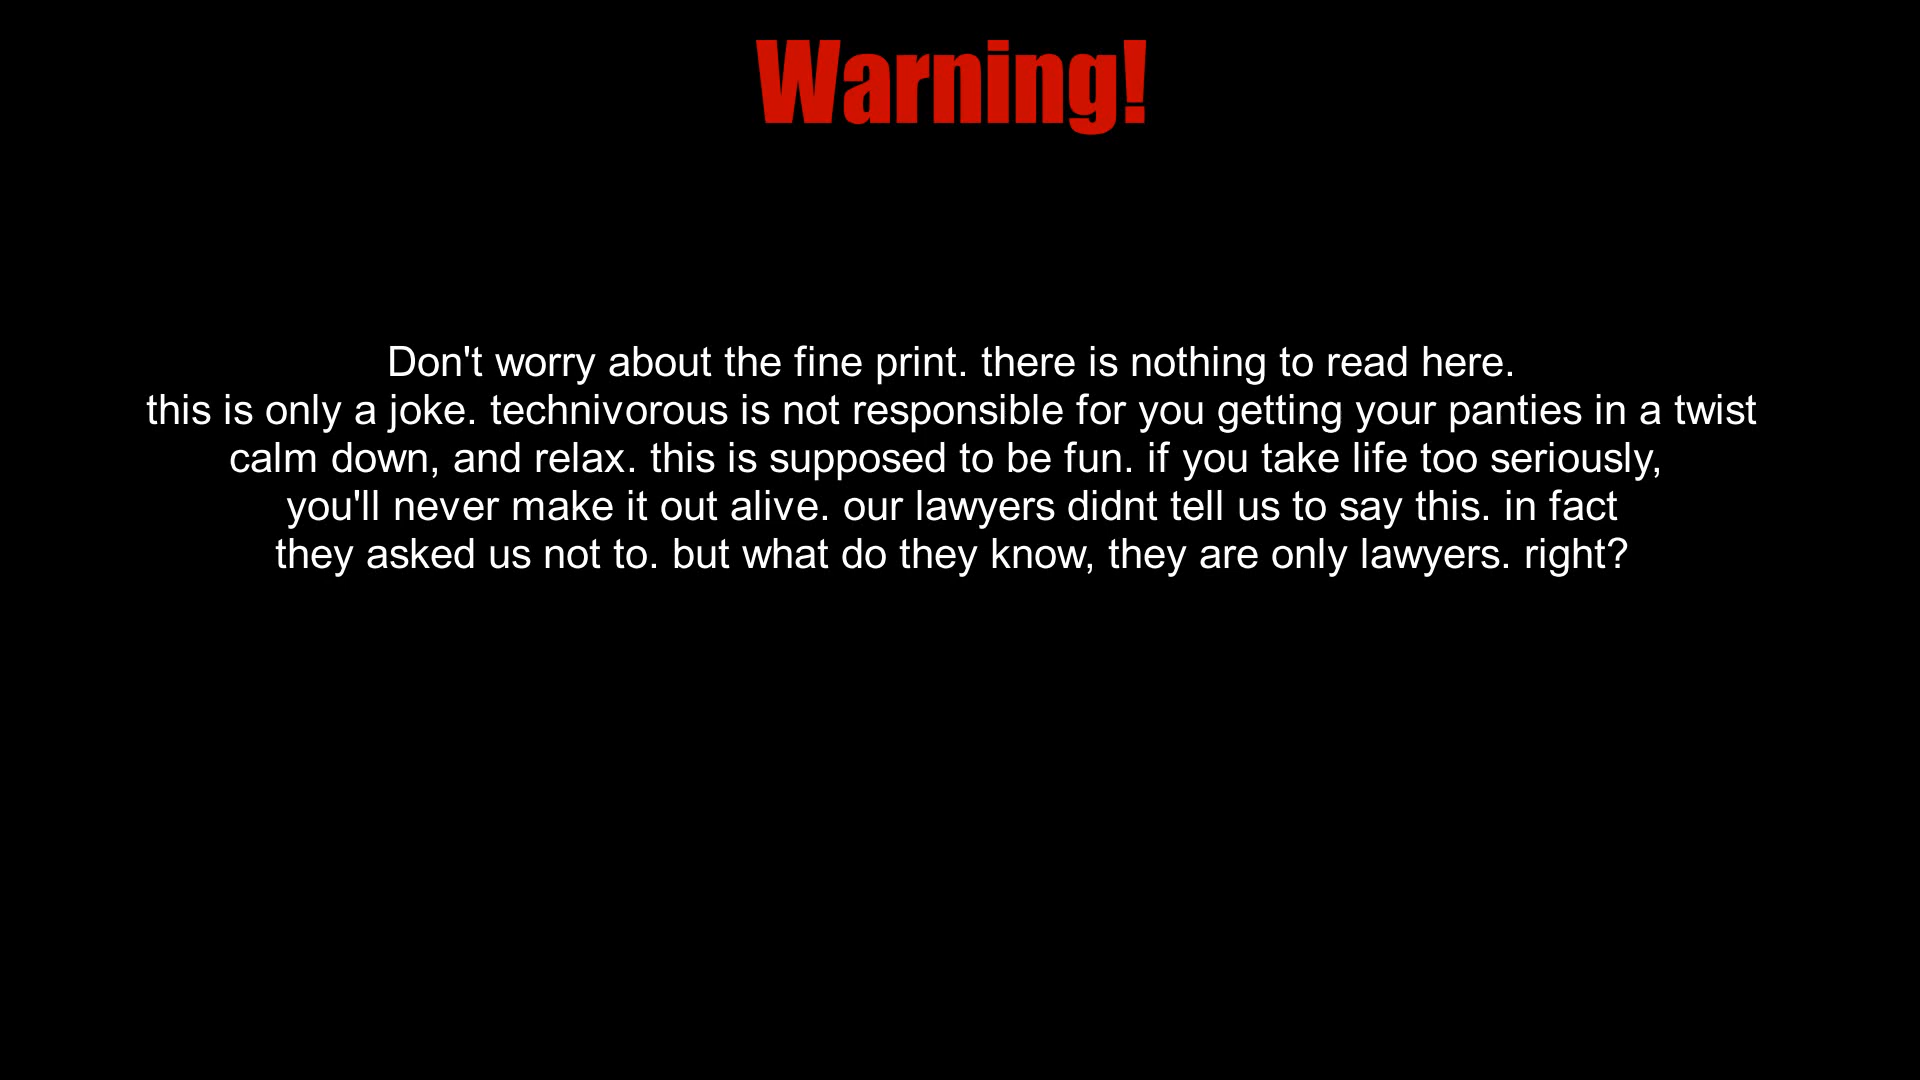 Warning!
Don't worry about the fine print. there is nothing to read here.
this is only a joke. technivorous is not responsible for you getting your panties in a twist
calm down, and relax. this is supposed to be fun. if you take life too seriously,
you'll never make it out alive. our lawyers didnt tell us to say this. in fact
they asked us not to. but what do they know, they are only lawyers. right?